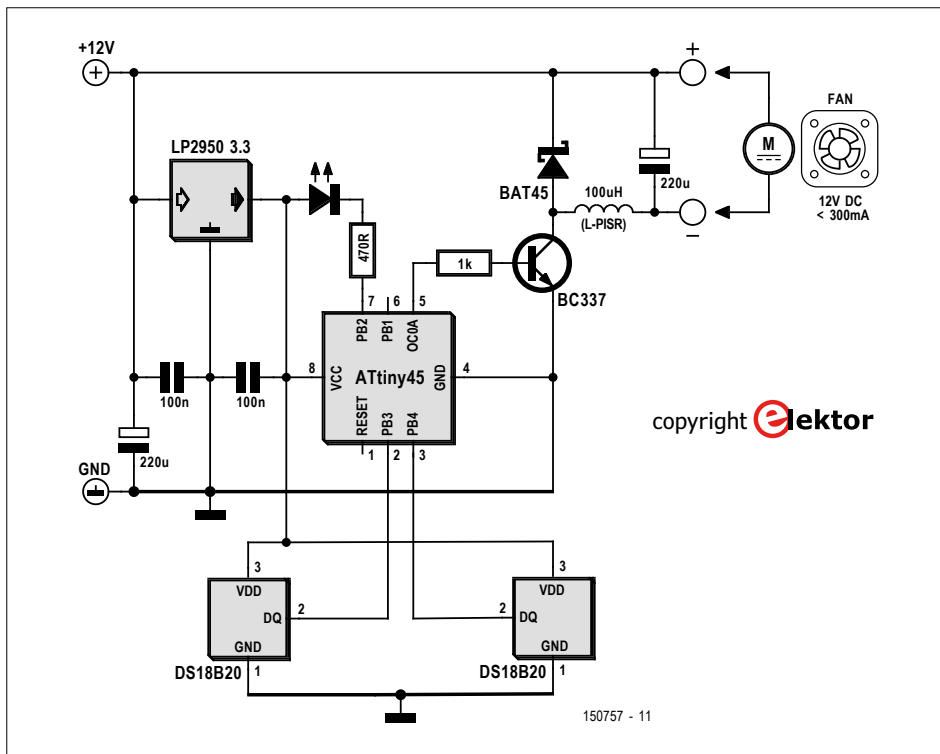 +12V
+
FAN
LP2950 3.3
M
BAT45
100uH
(L-PISR)
220u
12V DC
< 300mA
–
470R
1k
BC337
7
6
5
PB2
PB1
OC0A
8
VCC
ATtiny45
GND
4
100n
100n
RESET
PB3
PB4
1
2
3
copyright elektor
220u
GND
3
VDD
DQ
2
GND
1
DS18B20
3
VDD
2
DQ
GND
1
DS18B20
150757 - 11